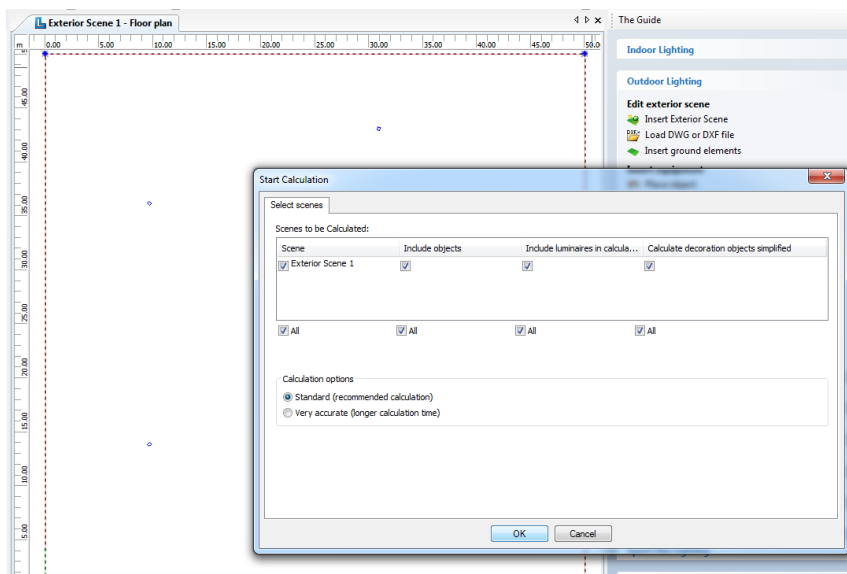 Exterior Scene 1 - Floor plan
The Guide
m 0.00 5.00 10.00 15.00 20.00 25.00 30.00 35.00 40.00 45.00 50.0
45.00
40.00
35.00
30.00
25.00
20.00
15.00
10.00
5.00
Indoor Lighting
Outdoor Lighting
Edit exterior scene
Insert Exterior Scene
Load DWG or DXF file
Insert ground elements
Start Calculation
Select scenes
Scenes to be Calculated:
Scene Include objects Include luminaires in calcula... Calculate decoration objects simplified
Exterior Scene 1
All All All All
Calculation options
Standard (recommended calculation)
Very accurate (longer calculation time)
OK Cancel